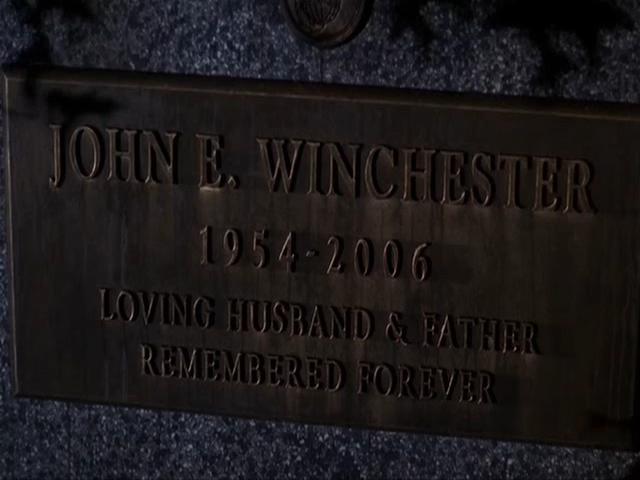 JOHN E. WINCHESTER
1954-2006
LOVING HUSBAND & FATHER
REMEMBERED FOREVER